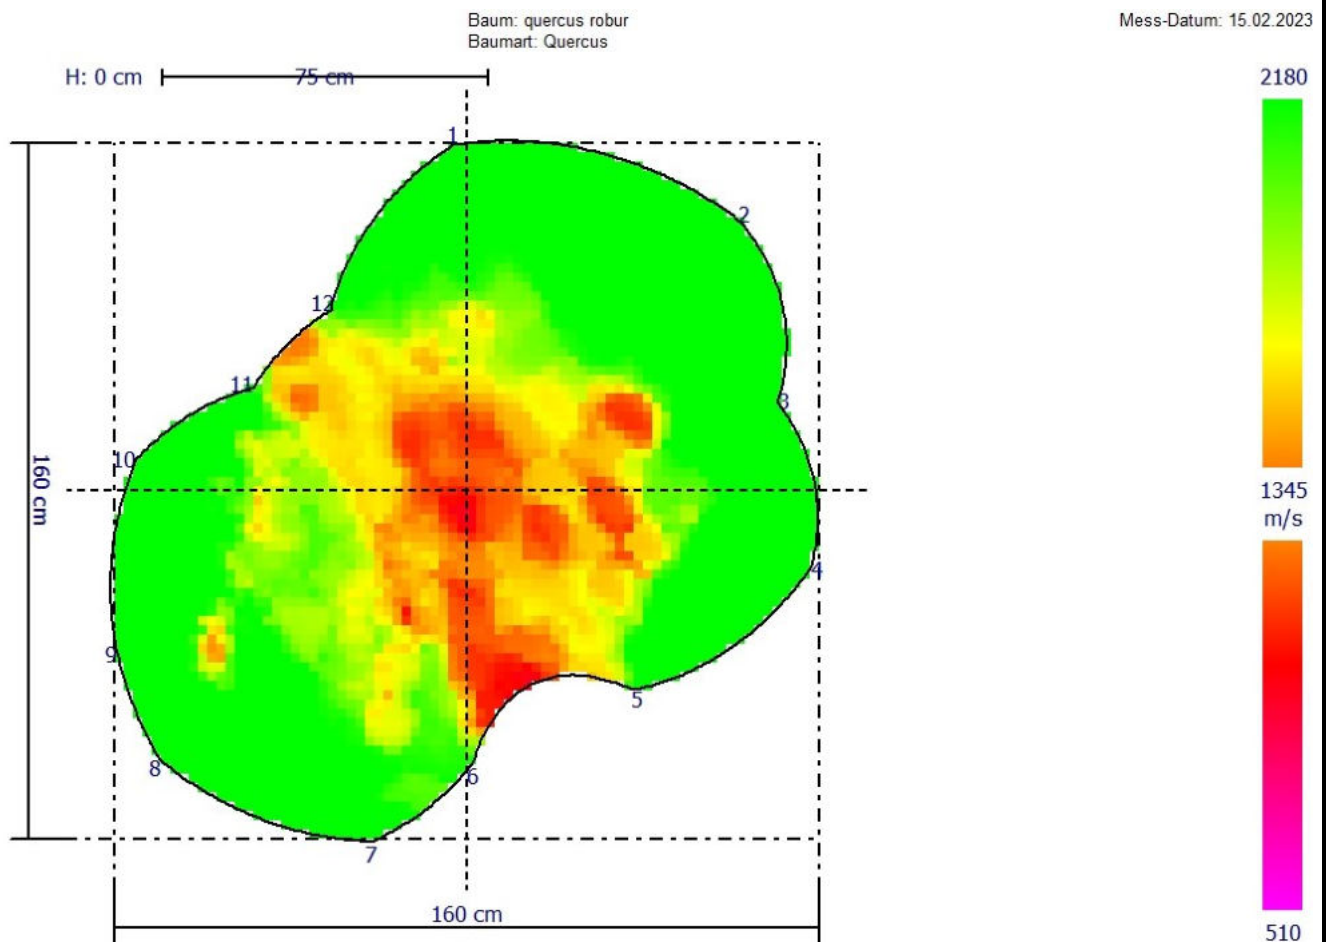 Baum: quercus robur
Baumart: Quercus
Mess-Datum: 15.02.2023
H: 0 cm
75 cm
2180
1
2
12
11
3
10
160 cm
1345
m/s
4
9
5
8
6
7
160 cm
510